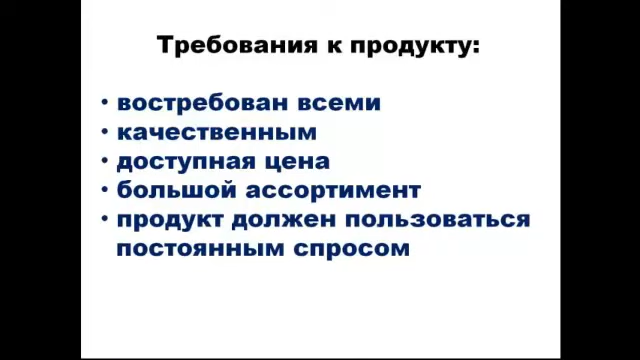 Требования к продукту:
• востребован всеми
• качественным
• доступная цена
• большой ассортимент
• продукт должен пользоваться
постоянным спросом